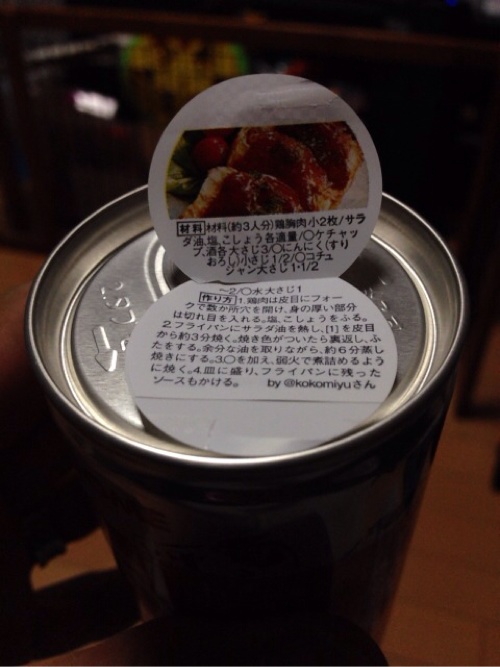 材料 材料(約3人分)鶏胸肉小2枚/サラ
ダ油、塩、こしょう各適量/〇ケチャッ
プ、酒各大さじ3/〇にんにく(すり
おろし)小さじ1/2/〇コチュ
ジャン大さじ1・1/2
〜2/〇水大さじ1
作り方 1.鶏肉は皮目にフォー
クで数か所穴を開け、身の厚い部分
は切れ目を入れる。塩、こしょうをふる。
2.フライパンにサラダ油を熱し、[1]を皮目
から約3分焼く。焼き色がついたら裏返し、ふ
たをする。余分な油を取りながら、約6分蒸し
焼きにする。3.〇を加え、弱火で煮詰めるよう
に焼く。4.皿に盛り、フライパンに残った
ソースもかける。 by @kokomiyuさん